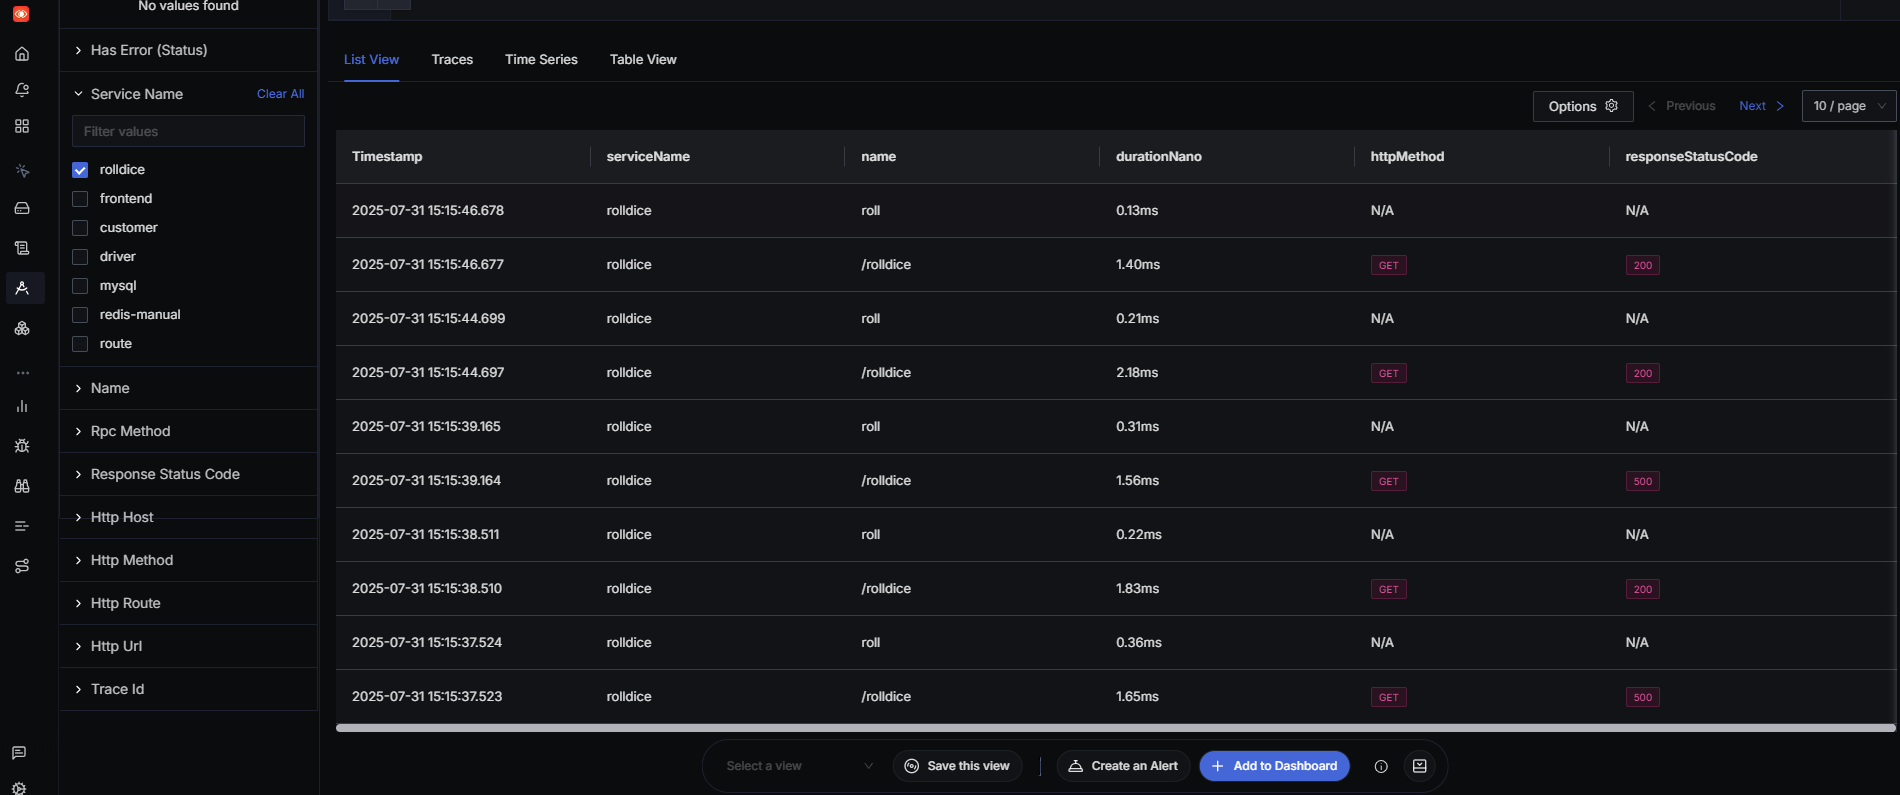 No values found
Has Error (Status)
Service Name Clear All
Filter values
rolldice
frontend
customer
driver
mysql
redis-manual
route
Name
Rpc Method
Response Status Code
Http Host
Http Method
Http Route
Http Url
Trace Id
List View Traces Time Series Table View
Options Previous Next 10 / page
Timestamp serviceName name durationNano httpMethod responseStatusCode
2025-07-31 15:15:46.678 rolldice roll 0.13ms N/A N/A
2025-07-31 15:15:46.677 rolldice /rolldice 1.40ms GET 200
2025-07-31 15:15:44.699 rolldice roll 0.21ms N/A N/A
2025-07-31 15:15:44.697 rolldice /rolldice 2.18ms GET 200
2025-07-31 15:15:39.165 rolldice roll 0.31ms N/A N/A
2025-07-31 15:15:39.164 rolldice /rolldice 1.56ms GET 500
2025-07-31 15:15:38.511 rolldice roll 0.22ms N/A N/A
2025-07-31 15:15:38.510 rolldice /rolldice 1.83ms GET 200
2025-07-31 15:15:37.524 rolldice roll 0.36ms N/A N/A
2025-07-31 15:15:37.523 rolldice /rolldice 1.65ms GET 500
Select a view Save this view Create an Alert Add to Dashboard